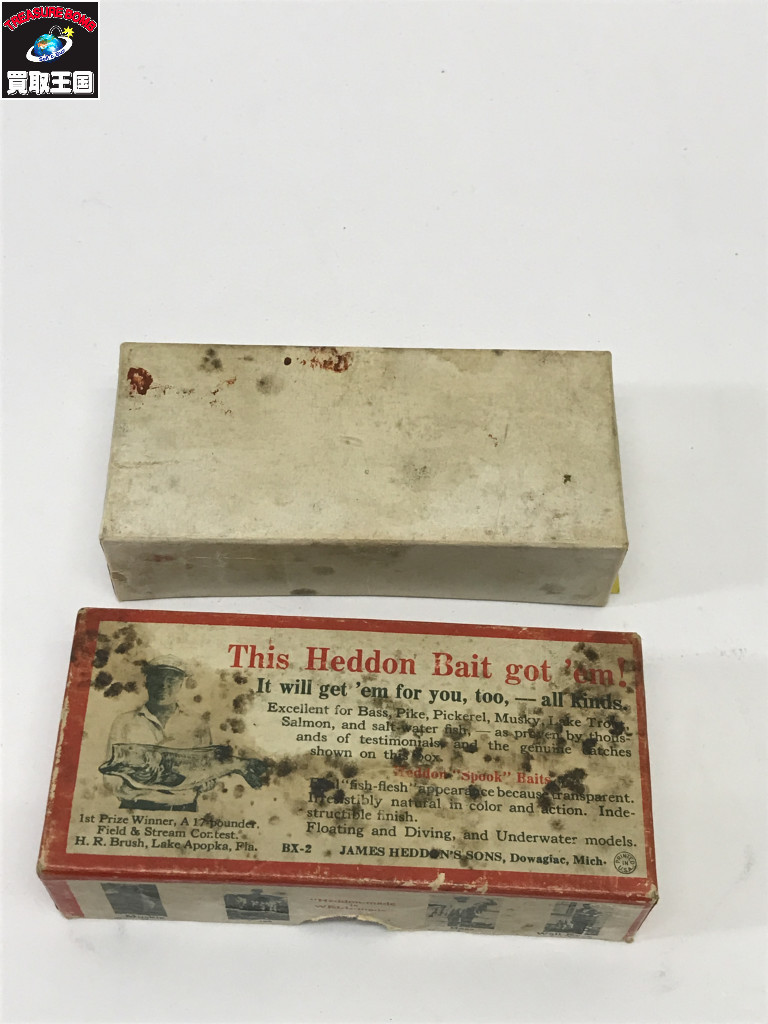 TREASURE BOMB
買取王国
This Heddon Bait got 'em!
It will get 'em for you, too, — all kinds.
Excellent for Bass, Pike, Pickerel, Musky, Lake Trout,
Salmon, and salt-water fish, — as proven by thous-
ands of testimonials, and the genuine catches
shown on this box.
Heddon "Spook" Baits
"fish-flesh" appearance because transparent.
Irresistibly natural in color and action. Inde-
structible finish.
Floating and Diving, and Underwater models.
1st Prize Winner, A 17-pounder.
Field & Stream Contest.
H. R. Brush, Lake Apopka, Fla.
BX-2 JAMES HEDDON'S SONS, Dowagiac, Mich.
"Heddon-made